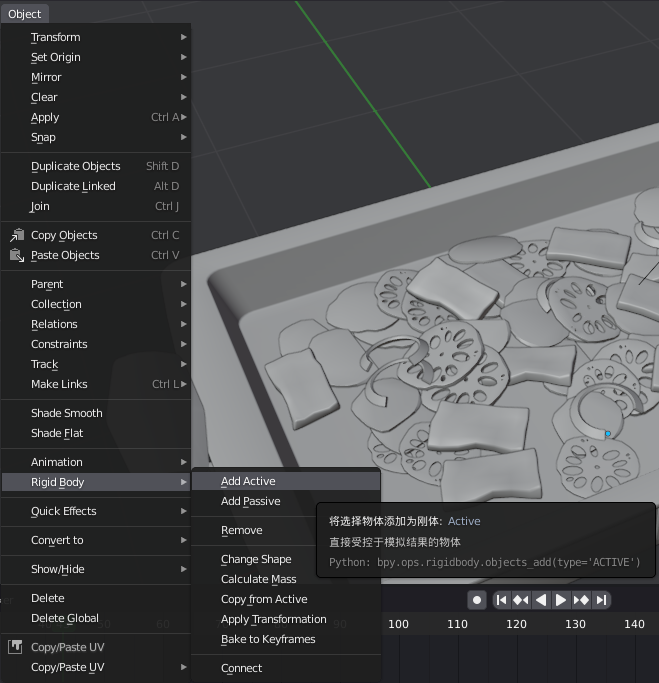 Object
Transform
Set Origin
Mirror
Clear
Apply Ctrl A
Snap
Duplicate Objects Shift D
Duplicate Linked Alt D
Join Ctrl J
Copy Objects Ctrl C
Paste Objects Ctrl V
Parent
Collection
Relations
Constraints
Track
Make Links Ctrl L
Shade Smooth
Shade Flat
Animation
Rigid Body
Quick Effects
Convert to
Show/Hide
Delete
Delete Global
Copy/Paste UV
Copy/Paste UV
Add Active
Add Passive
Remove
Change Shape
Calculate Mass
Copy from Active
Apply Transformation
Bake to Keyframes
Connect
将选择物体添加为刚体: Active
直接受控于模拟结果的物体
Python: bpy.ops.rigidbody.objects_add(type='ACTIVE')
100 110 120 130 140